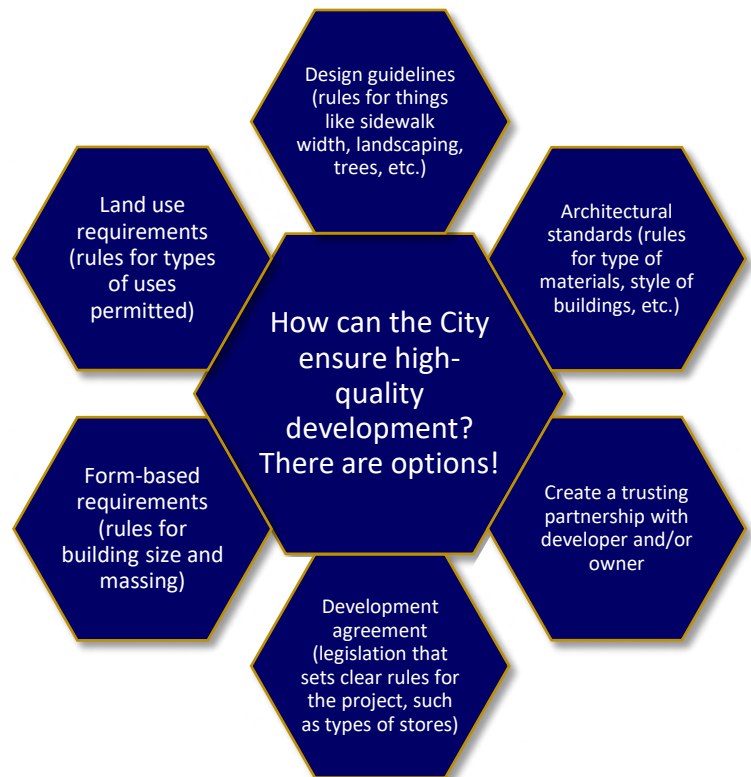 Design guidelines
(rules for things
like sidewalk
width, landscaping,
trees, etc.)
Land use
requirements
(rules for types
of uses
permitted)
Architectural
standards (rules
for type of
materials, style of
buildings, etc.)
How can the City
ensure high-
quality
development?
There are options!
Form-based
requirements
(rules for
building size and
massing)
Create a trusting
partnership with
developer and/or
owner
Development
agreement
(legislation that
sets clear rules for
the project, such
as types of stores)